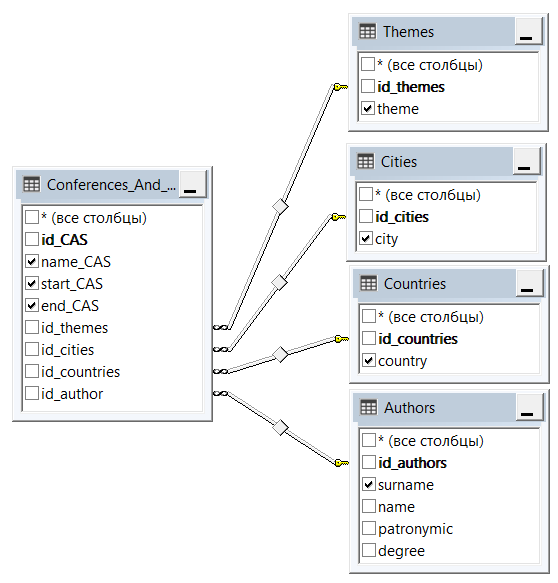 Conferences_And_...
* (все столбцы)
id_CAS
name_CAS
start_CAS
end_CAS
id_themes
id_cities
id_countries
id_author
Themes
* (все столбцы)
id_themes
theme
Cities
* (все столбцы)
id_cities
city
Countries
* (все столбцы)
id_countries
country
Authors
* (все столбцы)
id_authors
surname
name
patronymic
degree